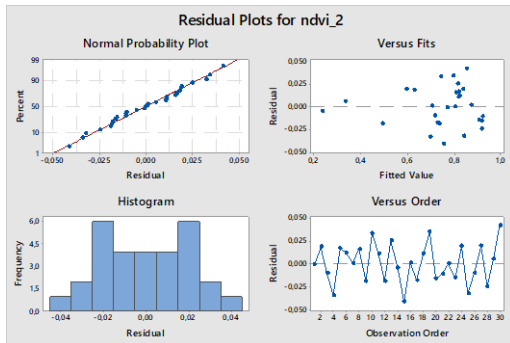 Residual Plots for ndvi_2
Normal Probability Plot
Versus Fits
99
90
50
10
1
Percent
-0,050
-0,025
0,000
0,025
0,050
Residual
0,050
0,025
0,000
-0,025
-0,050
Residual
0,2
0,4
0,6
0,8
1,0
Fitted Value
Histogram
Versus Order
6,0
4,5
3,0
1,5
0,0
Frequency
-0,04
-0,02
0,00
0,02
0,04
Residual
0,050
0,025
0,000
-0,025
-0,050
Residual
2 4 6 8 10 12 14 16 18 20 22 24 26 28 30
Observation Order